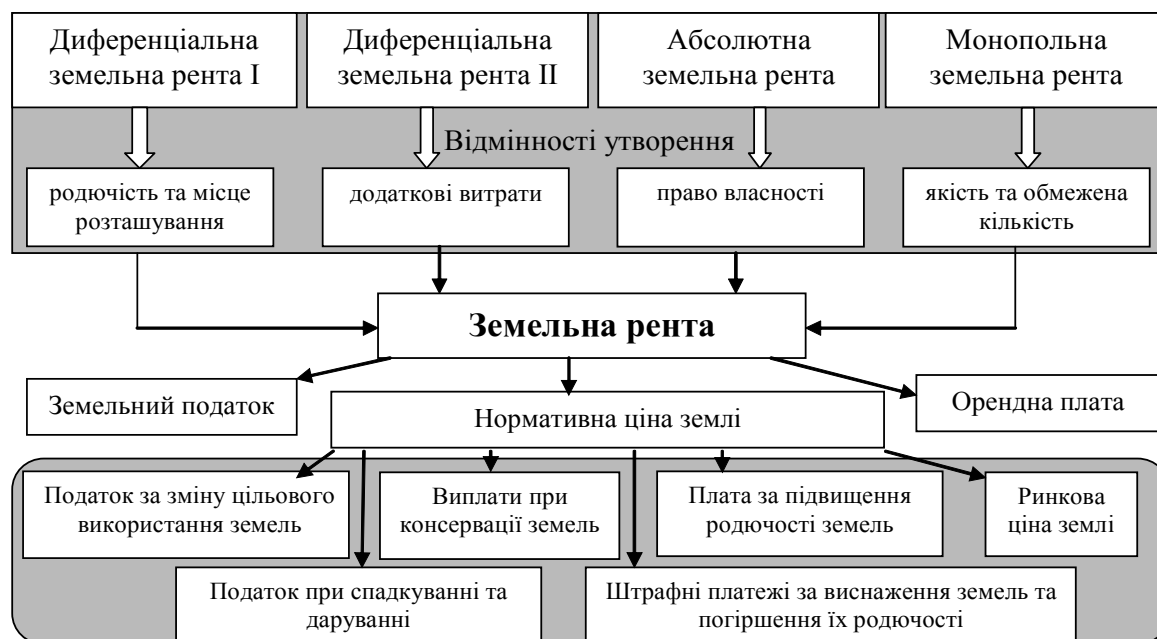 Диференціальна
земельна рента І
Диференціальна
земельна рента ІІ
Абсолютна
земельна рента
Монопольна
земельна рента
Відмінності утворення
родючість та місце
розташування
додаткові витрати
право власності
якість та обмежена
кількість
Земельна рента
Земельний податок
Нормативна ціна землі
Орендна плата
Податок за зміну цільового
використання земель
Виплати при
консервації земель
Плата за підвищення
родючості земель
Ринкова
ціна землі
Податок при спадкуванні та
даруванні
Штрафні платежі за виснаження земель та
погіршення їх родючості